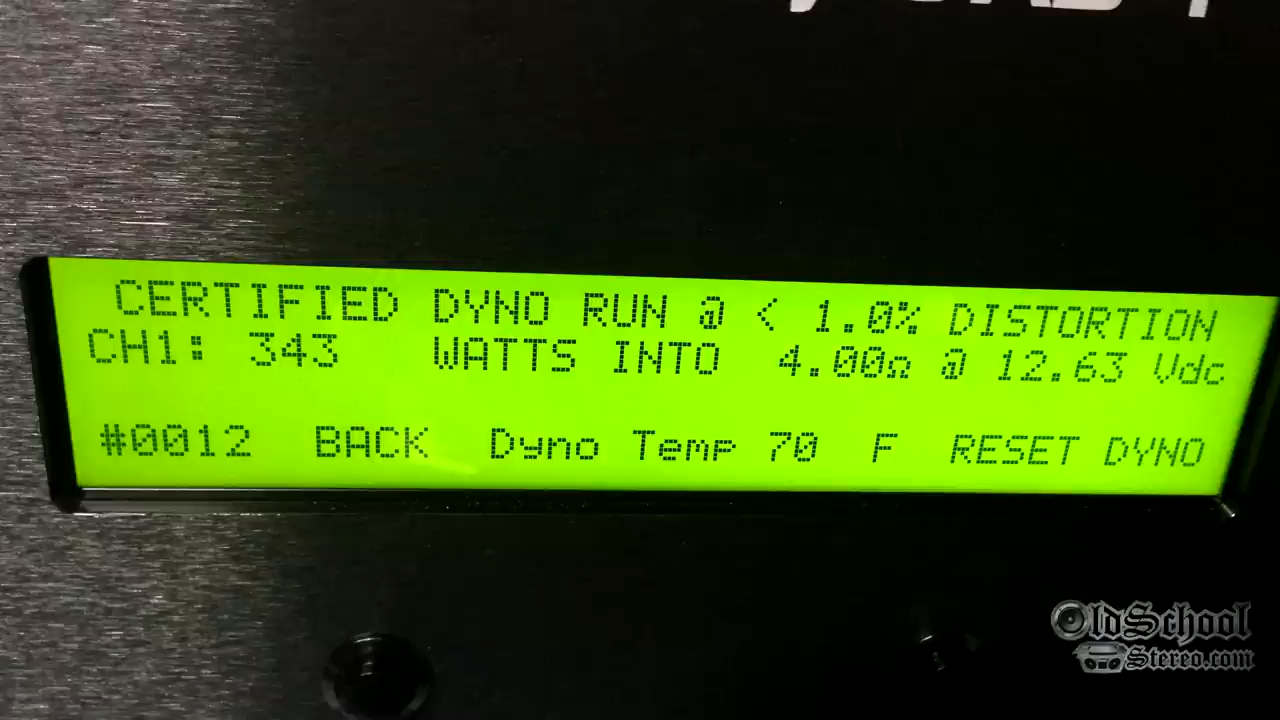 CERTIFIED DYNO RUN @ < 1.0% DISTORTION
CH1: 343 WATTS INTO 4.00Ω @ 12.63 Vdc
#0012 BACK Dyno Temp 70 F RESET DYNO
OldSchool
Stereo.com